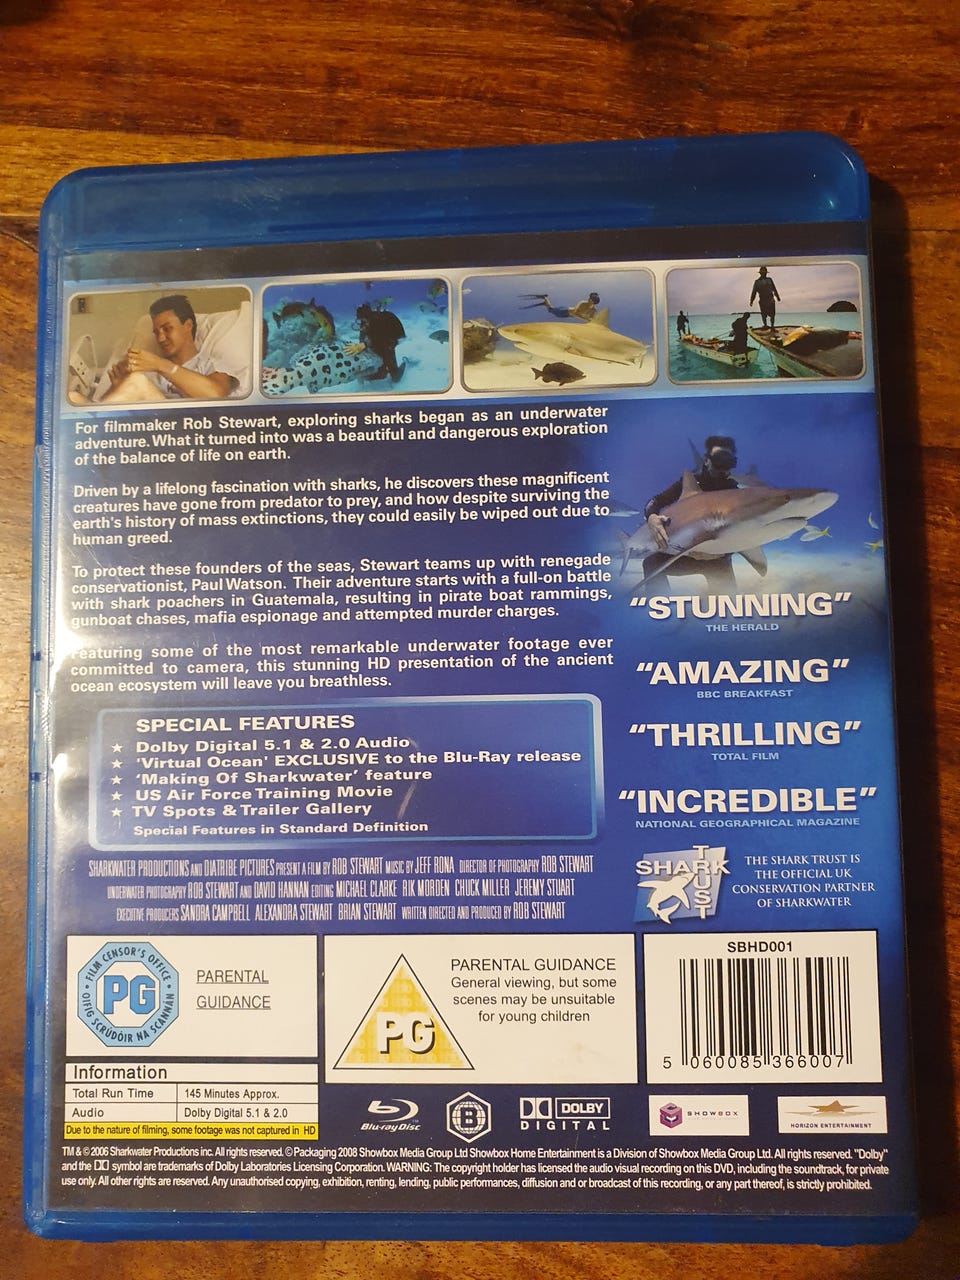 For filmmaker Rob Stewart, exploring sharks began as an underwater
adventure. What it turned into was a beautiful and dangerous exploration
of the balance of life on earth.
Driven by a lifelong fascination with sharks, he discovers these magnificent
creatures have gone from predator to prey, and how despite surviving the
earth's history of mass extinctions, they could easily be wiped out due to
human greed.
To protect these founders of the seas, Stewart teams up with renegade
conservationist, Paul Watson. Their adventure starts with a full-on battle
with shark poachers in Guatemala, resulting in pirate boat rammings,
gunboat chases, mafia espionage and attempted murder charges.
Featuring some of the most remarkable underwater footage ever
committed to camera, this stunning HD presentation of the ancient
ocean ecosystem will leave you breathless.
"STUNNING"
THE HERALD
"AMAZING"
BBC BREAKFAST
"THRILLING"
TOTAL FILM
"INCREDIBLE"
NATIONAL GEOGRAPHICAL MAGAZINE
SPECIAL FEATURES
★ Dolby Digital 5.1 & 2.0 Audio
★ 'Virtual Ocean' EXCLUSIVE to the Blu-Ray release
★ 'Making Of Sharkwater' feature
★ US Air Force Training Movie
★ TV Spots & Trailer Gallery
Special Features in Standard Definition
SHARKWATER PRODUCTIONS AND DIATRIBE PICTURES PRESENT A FILM BY ROB STEWART MUSIC BY JEFF RONA DIRECTOR OF PHOTOGRAPHY ROB STEWART
UNDERWATER PHOTOGRAPHY ROB STEWART AND DAVID HANNAN EDITING MICHAEL CLARKE RIK MORDEN CHUCK MILLER JEREMY STUART
EXECUTIVE PRODUCERS SANDRA CAMPBELL ALEXANDRA STEWART BRIAN STEWART WRITTEN DIRECTED AND PRODUCED BY ROB STEWART
SHARK TRUST
THE SHARK TRUST IS
THE OFFICIAL UK
CONSERVATION PARTNER
OF SHARKWATER
FILM CENSOR'S OFFICE
PG
OIFIG SCRÚDÓIR NA SCANNÁN
PARENTAL
GUIDANCE
PG
PARENTAL GUIDANCE
General viewing, but some
scenes may be unsuitable
for young children
SBHD001
5 060085 366007
Information
Total Run Time 145 Minutes Approx.
Audio Dolby Digital 5.1 & 2.0
Due to the nature of filming, some footage was not captured in HD
Blu-ray Disc
B
DOLBY
DIGITAL
SHOWBOX
HORIZON ENTERTAINMENT
TM & © 2006 Sharkwater Productions inc. All rights reserved. © Packaging 2008 Showbox Media Group Ltd Showbox Home Entertainment is a Division of Showbox Media Group Ltd. All rights reserved. "Dolby"
and the DD symbol are trademarks of Dolby Laboratories Licensing Corporation. WARNING: The copyright holder has licensed the audio visual recording on this DVD, including the soundtrack, for private
use only. All other rights are reserved. Any unauthorised copying, exhibition, renting, lending, public performances, diffusion and or broadcast of this recording, or any part thereof, is strictly prohibited.